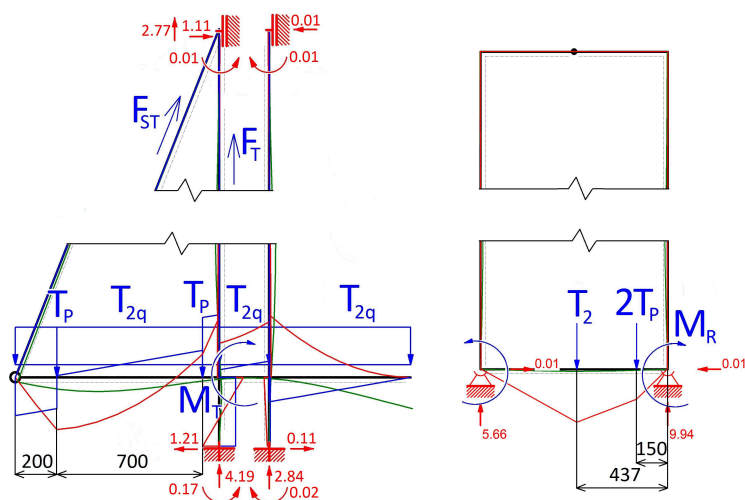 2.77
1.11
0.01
0.01
0.01
F_ST
F_T
T_P
T_2q
T_P
T_2q
T_2q
M_T
1.21
0.11
4.19
2.84
0.17
0.02
200
700
T_2
2T_P
M_R
0.01
0.01
5.66
9.94
150
437